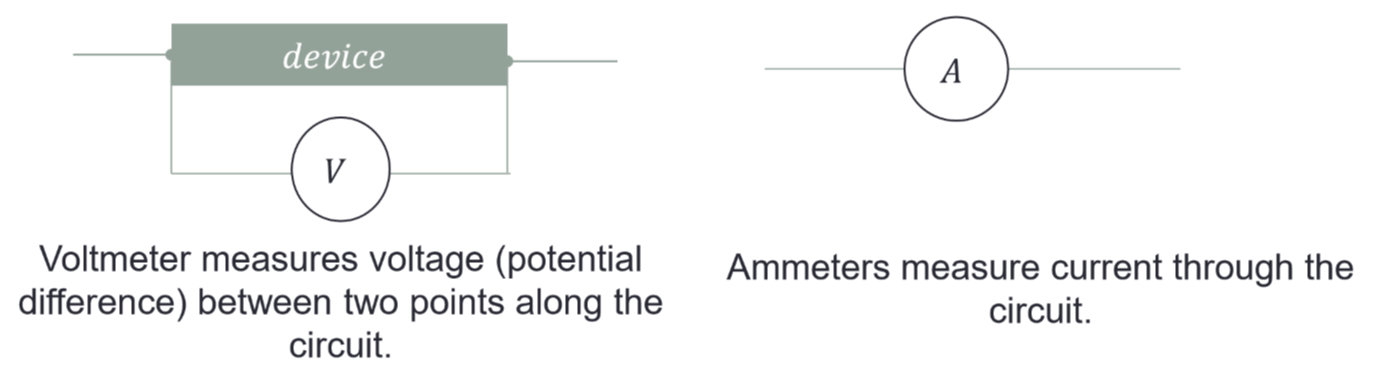 device
V
Voltmeter measures voltage (potential
difference) between two points along the
circuit.
A
Ammeters measure current through the
circuit.